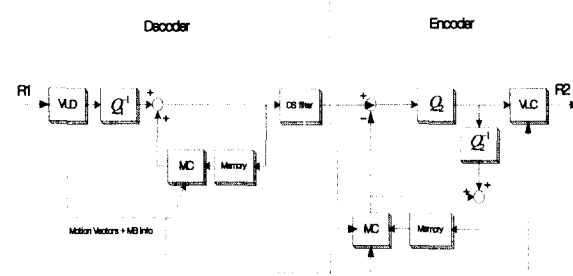 Decoder
Encoder
R1
VLD
Q₁⁻¹
+
+
DS filter
+
−
Q₂
VLC
R2
Q₂⁻¹
MC
Memory
+
+
MC
Memory
Motion Vectors + MB Info